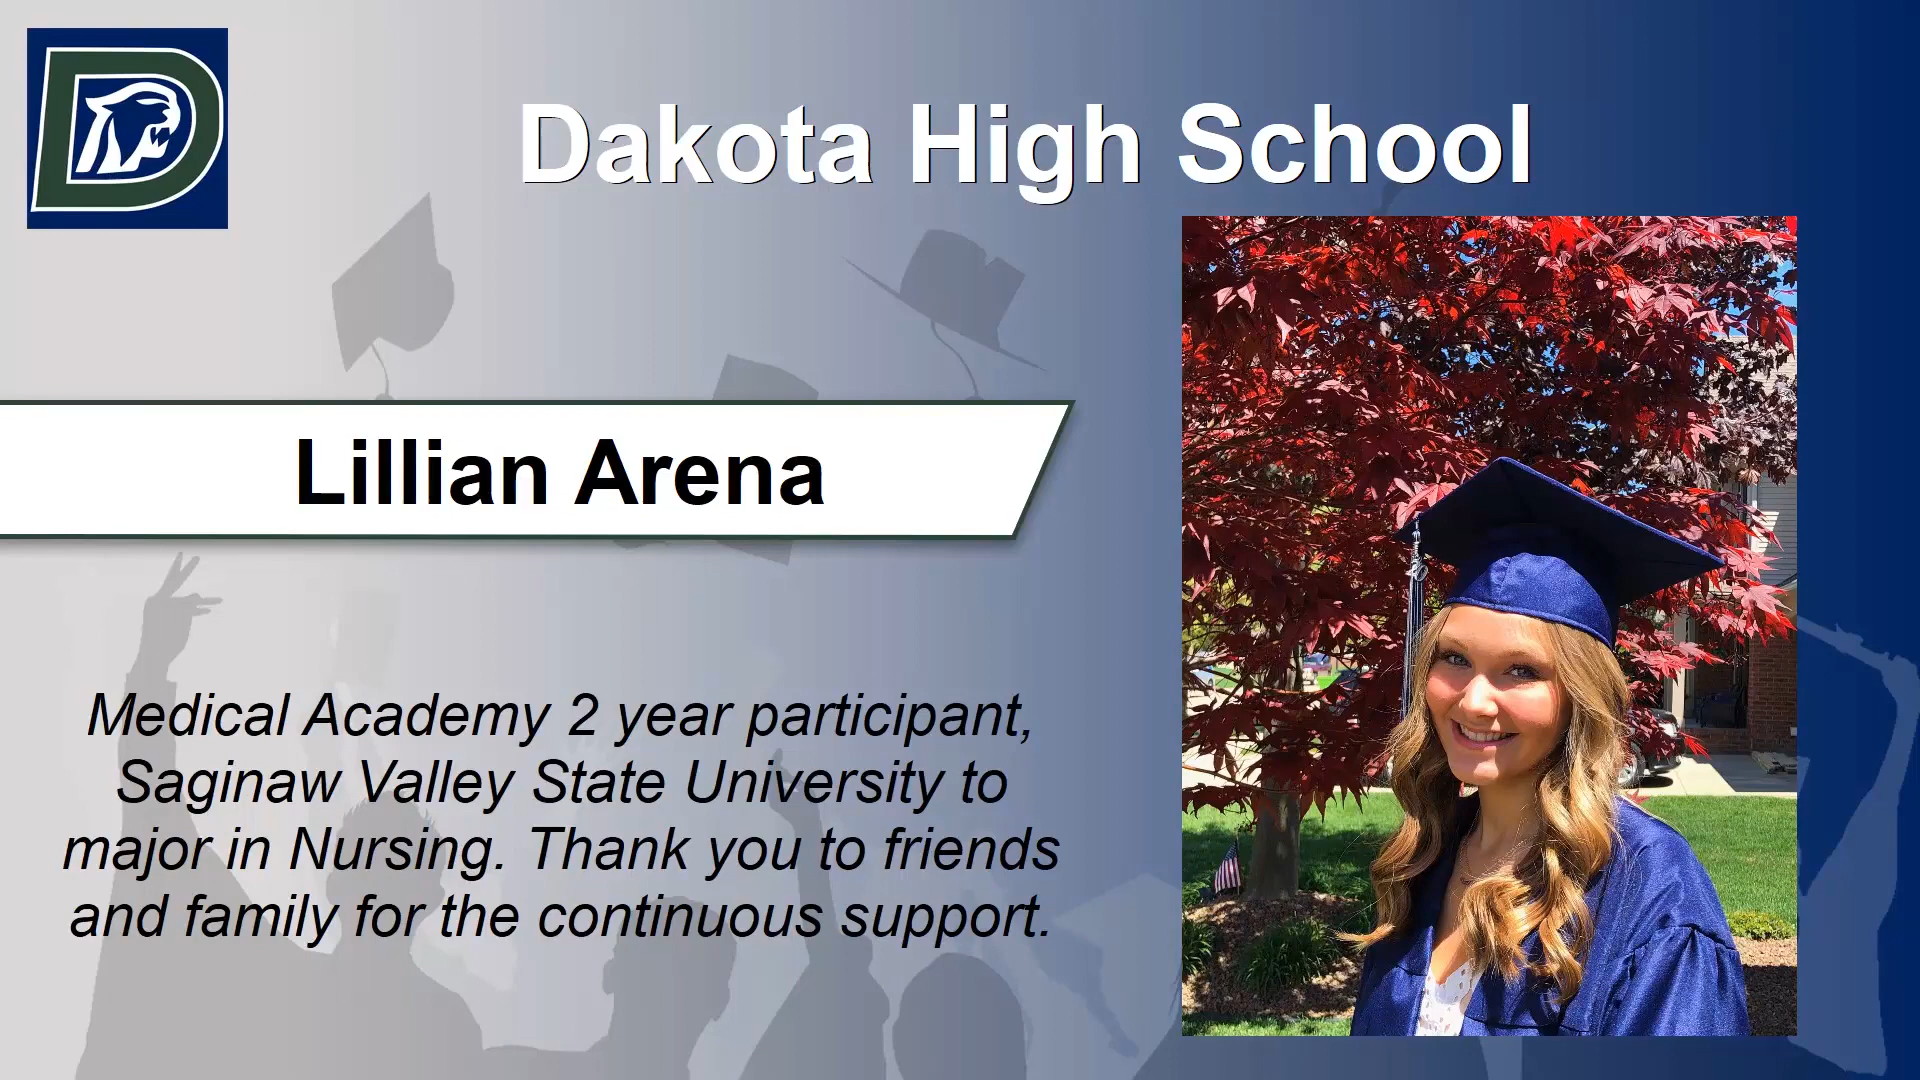 Dakota High School
Lillian Arena
Medical Academy 2 year participant,
Saginaw Valley State University to
major in Nursing. Thank you to friends
and family for the continuous support.